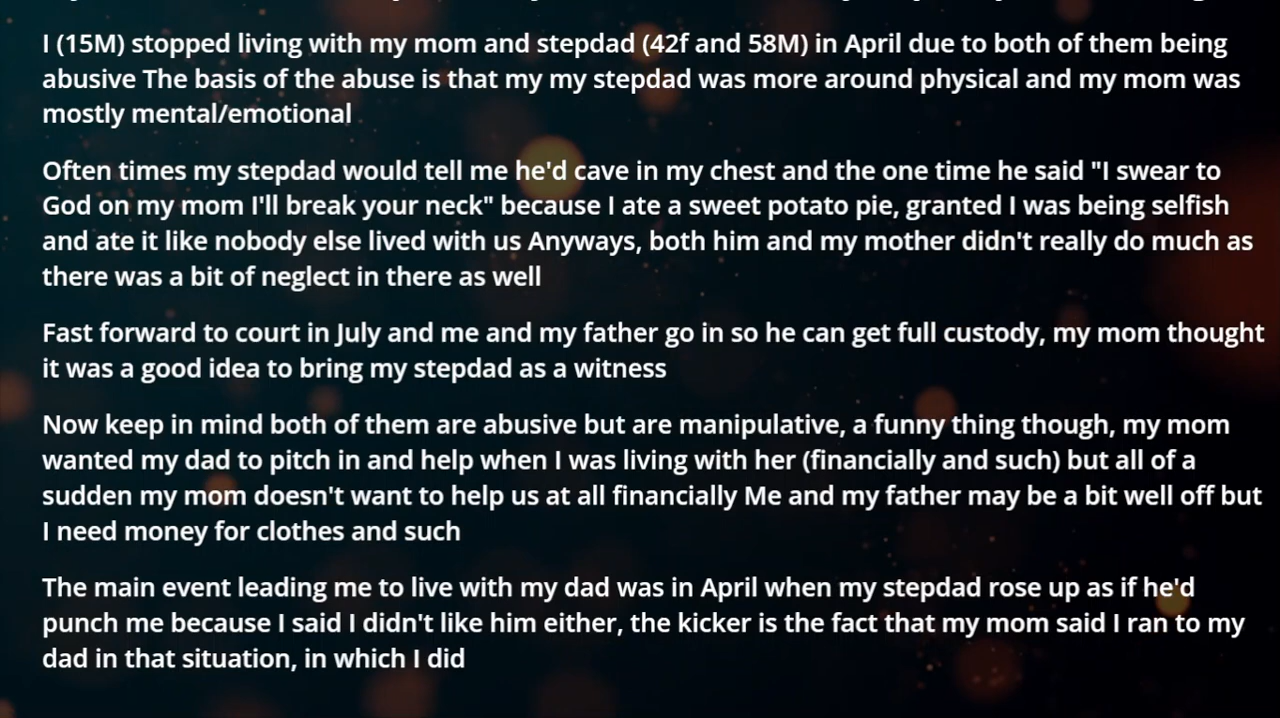 I (15M) stopped living with my mom and stepdad (42f and 58M) in April due to both of them being
abusive The basis of the abuse is that my my stepdad was more around physical and my mom was
mostly mental/emotional
Often times my stepdad would tell me he'd cave in my chest and the one time he said "I swear to
God on my mom I'll break your neck" because I ate a sweet potato pie, granted I was being selfish
and ate it like nobody else lived with us Anyways, both him and my mother didn't really do much as
there was a bit of neglect in there as well
Fast forward to court in July and me and my father go in so he can get full custody, my mom thought
it was a good idea to bring my stepdad as a witness
Now keep in mind both of them are abusive but are manipulative, a funny thing though, my mom
wanted my dad to pitch in and help when I was living with her (financially and such) but all of a
sudden my mom doesn't want to help us at all financially Me and my father may be a bit well off but
I need money for clothes and such
The main event leading me to live with my dad was in April when my stepdad rose up as if he'd
punch me because I said I didn't like him either, the kicker is the fact that my mom said I ran to my
dad in that situation, in which I did